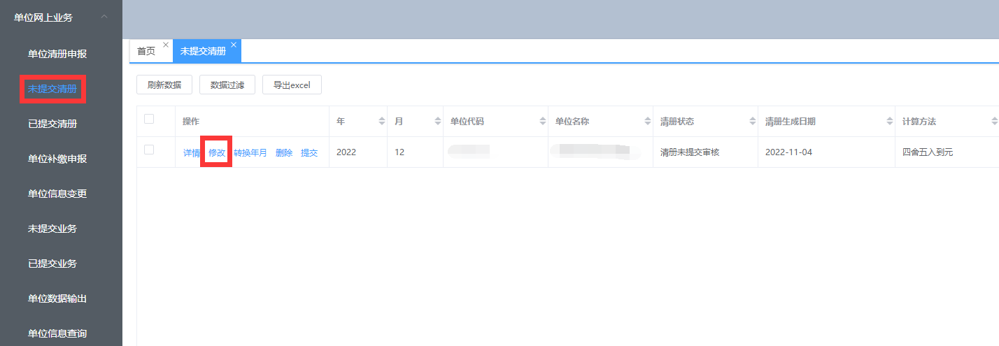 单位网上业务
单位清册申报
未提交清册
已提交清册
单位补缴申报
单位信息变更
未提交业务
已提交业务
单位数据输出
单位信息查询
首页 未提交清册
刷新数据 数据过滤 导出excel
操作 年 月 单位代码 单位名称 清册状态 清册生成日期 计算方法
详情 修改 转换年月 删除 提交 2022 12 清册未提交审核 2022-11-04 四舍五入到元